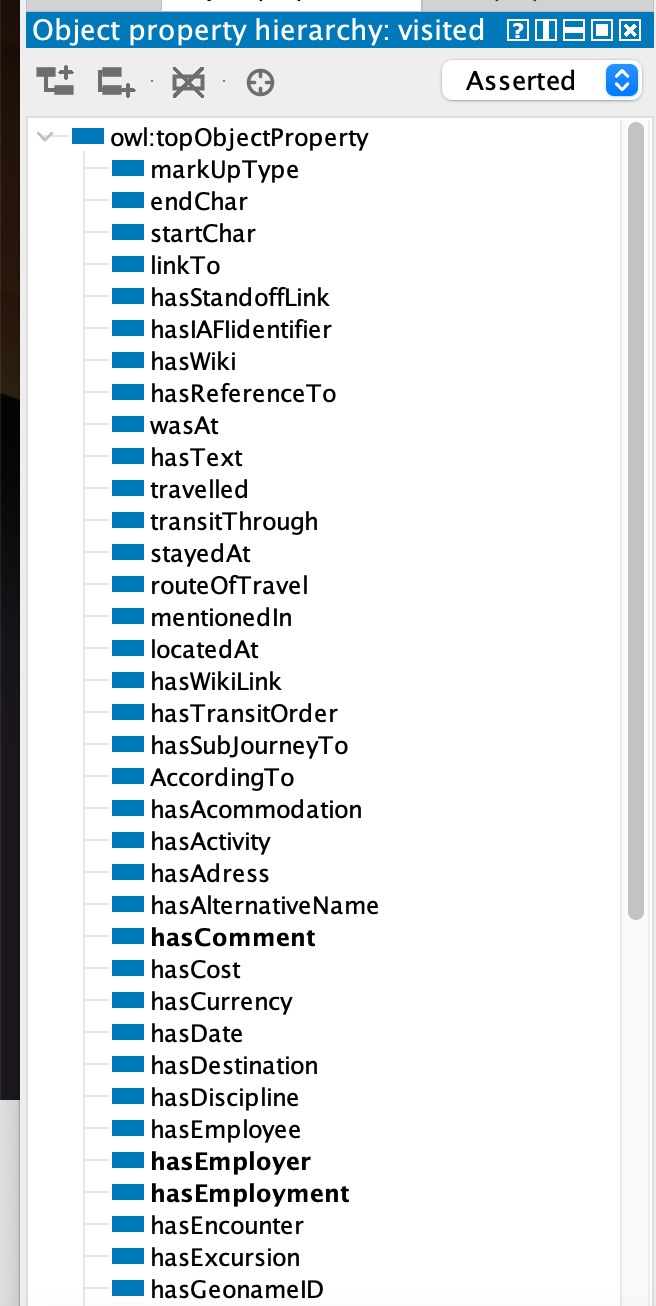 Object property hierarchy: visited
Asserted
owl:topObjectProperty
markUpType
endChar
startChar
linkTo
hasStandoffLink
hasIAFIidentifier
hasWiki
hasReferenceTo
wasAt
hasText
travelled
transitThrough
stayedAt
routeOfTravel
mentionedIn
locatedAt
hasWikiLink
hasTransitOrder
hasSubJourneyTo
AccordingTo
hasAcommodation
hasActivity
hasAdress
hasAlternativeName
hasComment
hasCost
hasCurrency
hasDate
hasDestination
hasDiscipline
hasEmployee
hasEmployer
hasEmployment
hasEncounter
hasExcursion
hasGeonameID